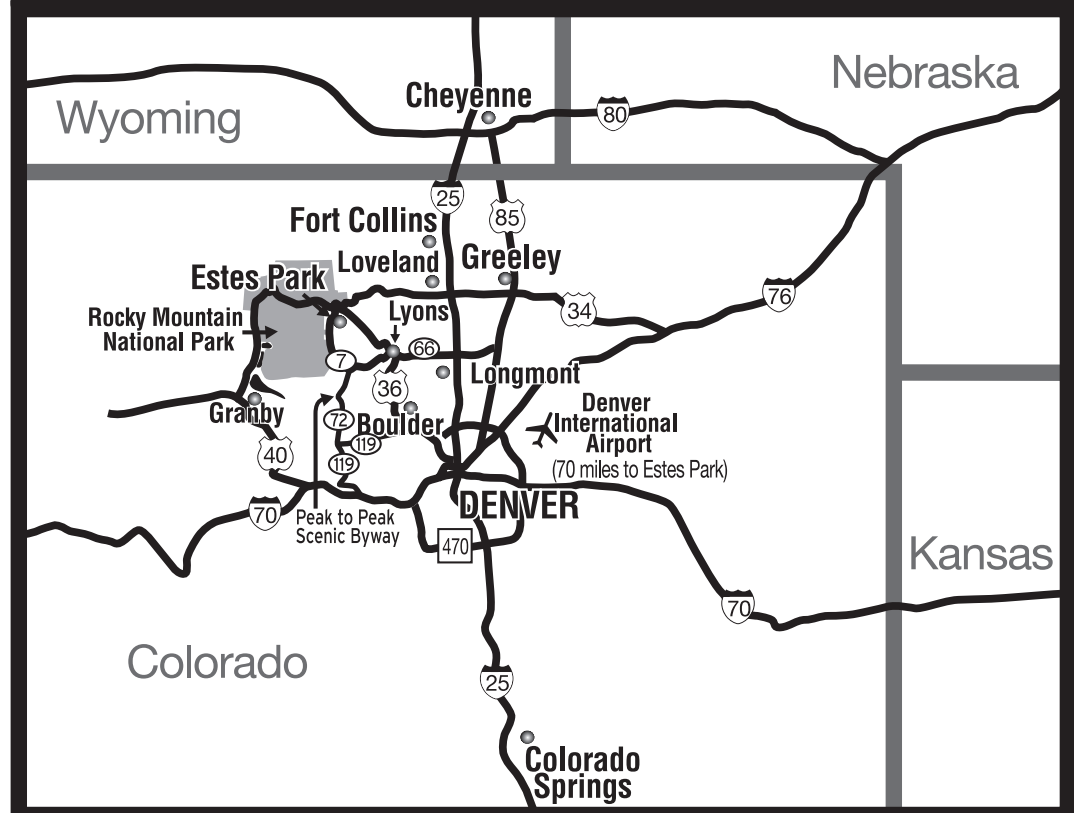 Nebraska
Cheyenne
Wyoming
80
25
85
Fort Collins
Greeley
Loveland
Estes Park
76
Lyons
34
Rocky Mountain
National Park
66
7
Longmont
36
Granby
Denver
International
Airport
(70 miles to Estes Park)
72
Boulder
119
40
119
DENVER
70
Peak to Peak
Scenic Byway
470
Kansas
70
Colorado
25
Colorado
Springs